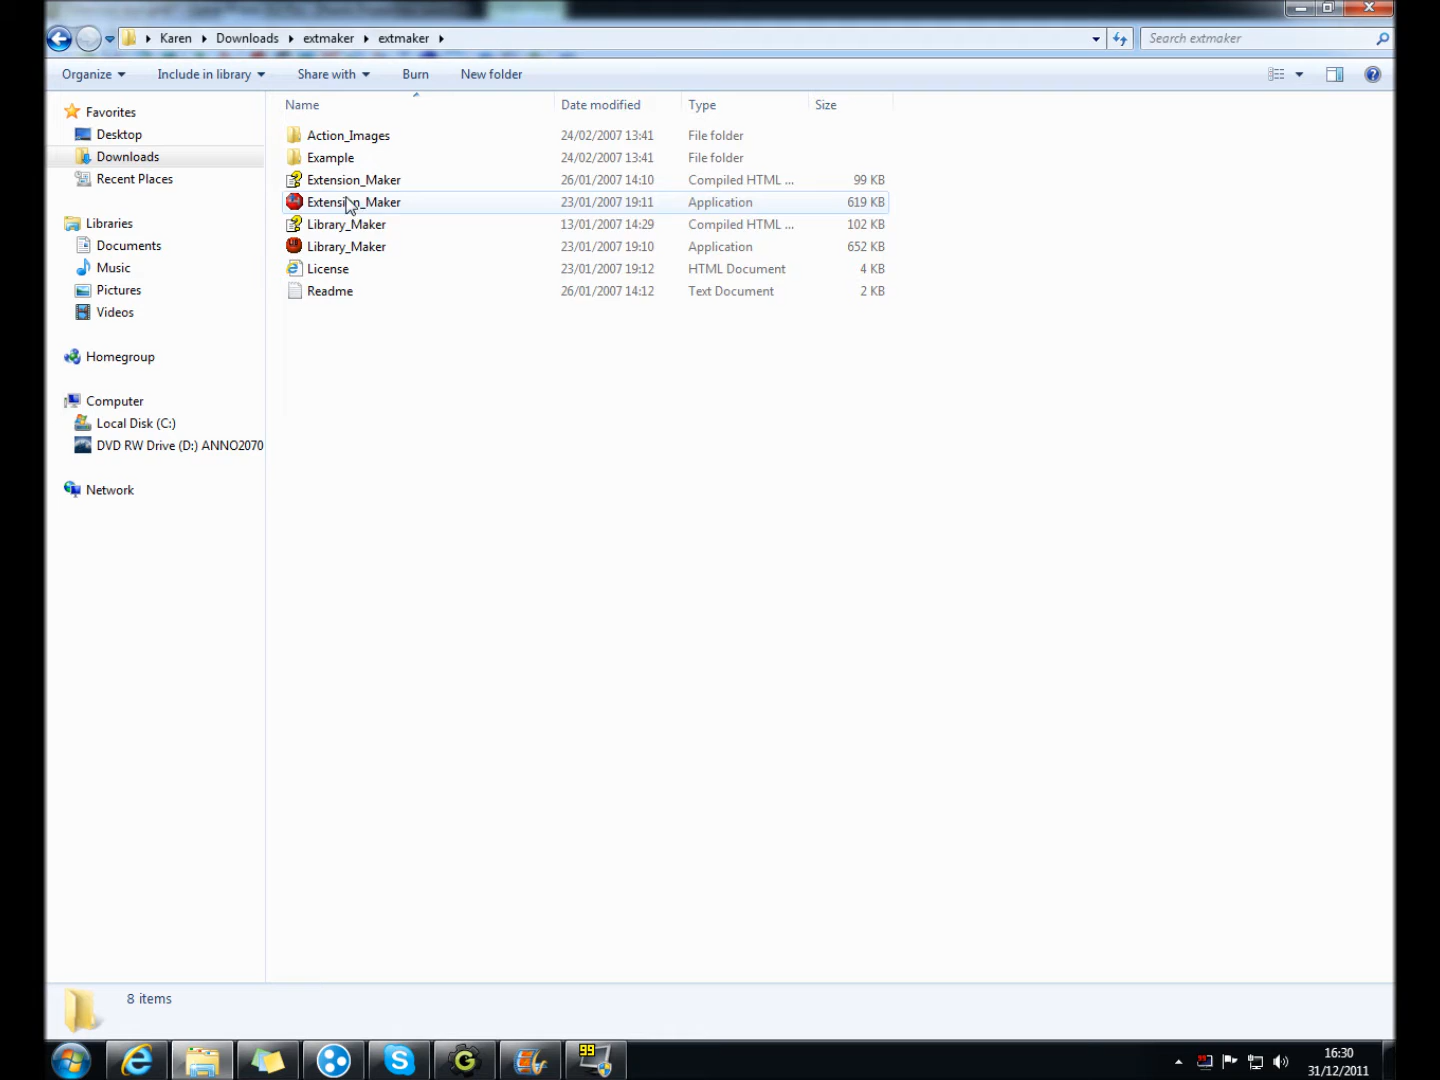 Karen Downloads extmaker extmaker Search extmaker
Organize Include in library Share with Burn New folder
Name Date modified Type Size
Favorites
Desktop
Downloads
Recent Places
Libraries
Documents
Music
Pictures
Videos
Homegroup
Computer
Local Disk (C:)
DVD RW Drive (D:) ANNO2070
Network
Action_Images 24/02/2007 13:41 File folder
Example 24/02/2007 13:41 File folder
Extension_Maker 26/01/2007 14:10 Compiled HTML ... 99 KB
Extension_Maker 23/01/2007 19:11 Application 619 KB
Library_Maker 13/01/2007 14:29 Compiled HTML ... 102 KB
Library_Maker 23/01/2007 19:10 Application 652 KB
License 23/01/2007 19:12 HTML Document 4 KB
Readme 26/01/2007 14:12 Text Document 2 KB
8 items
99
16:30
31/12/2011